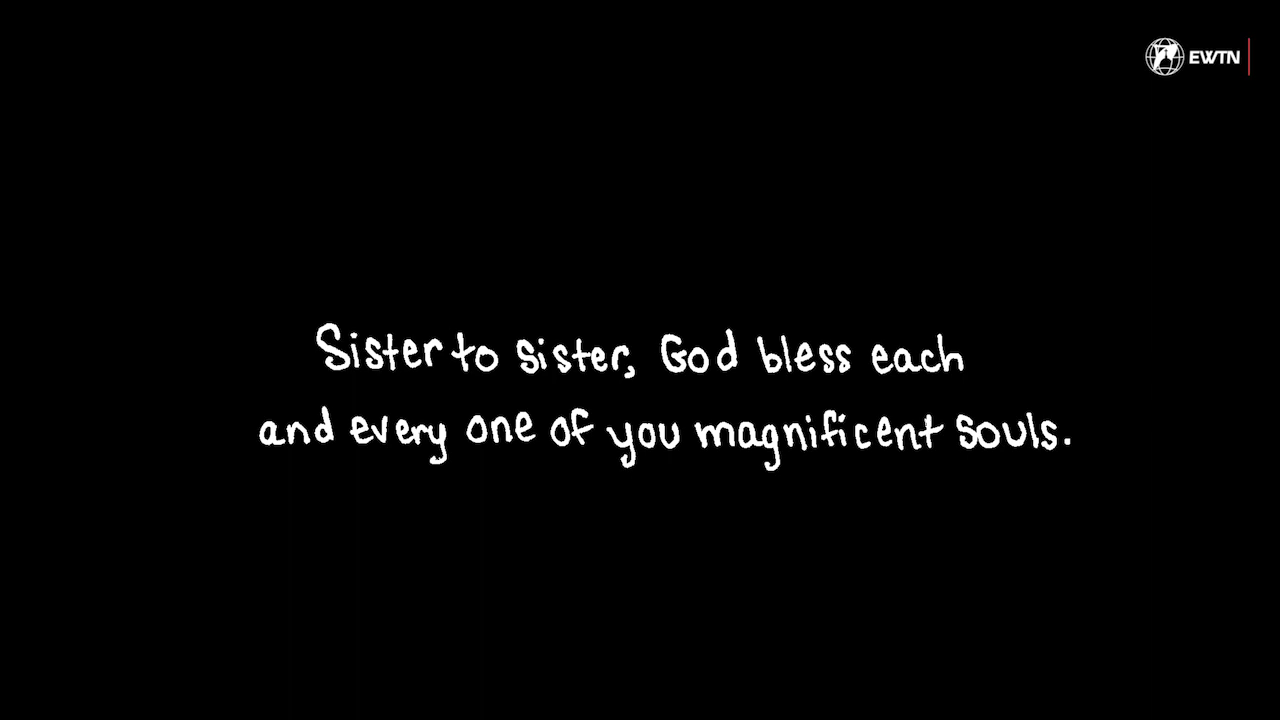 EWTN
Sister to sister, God bless each
and every one of you magnificent souls.